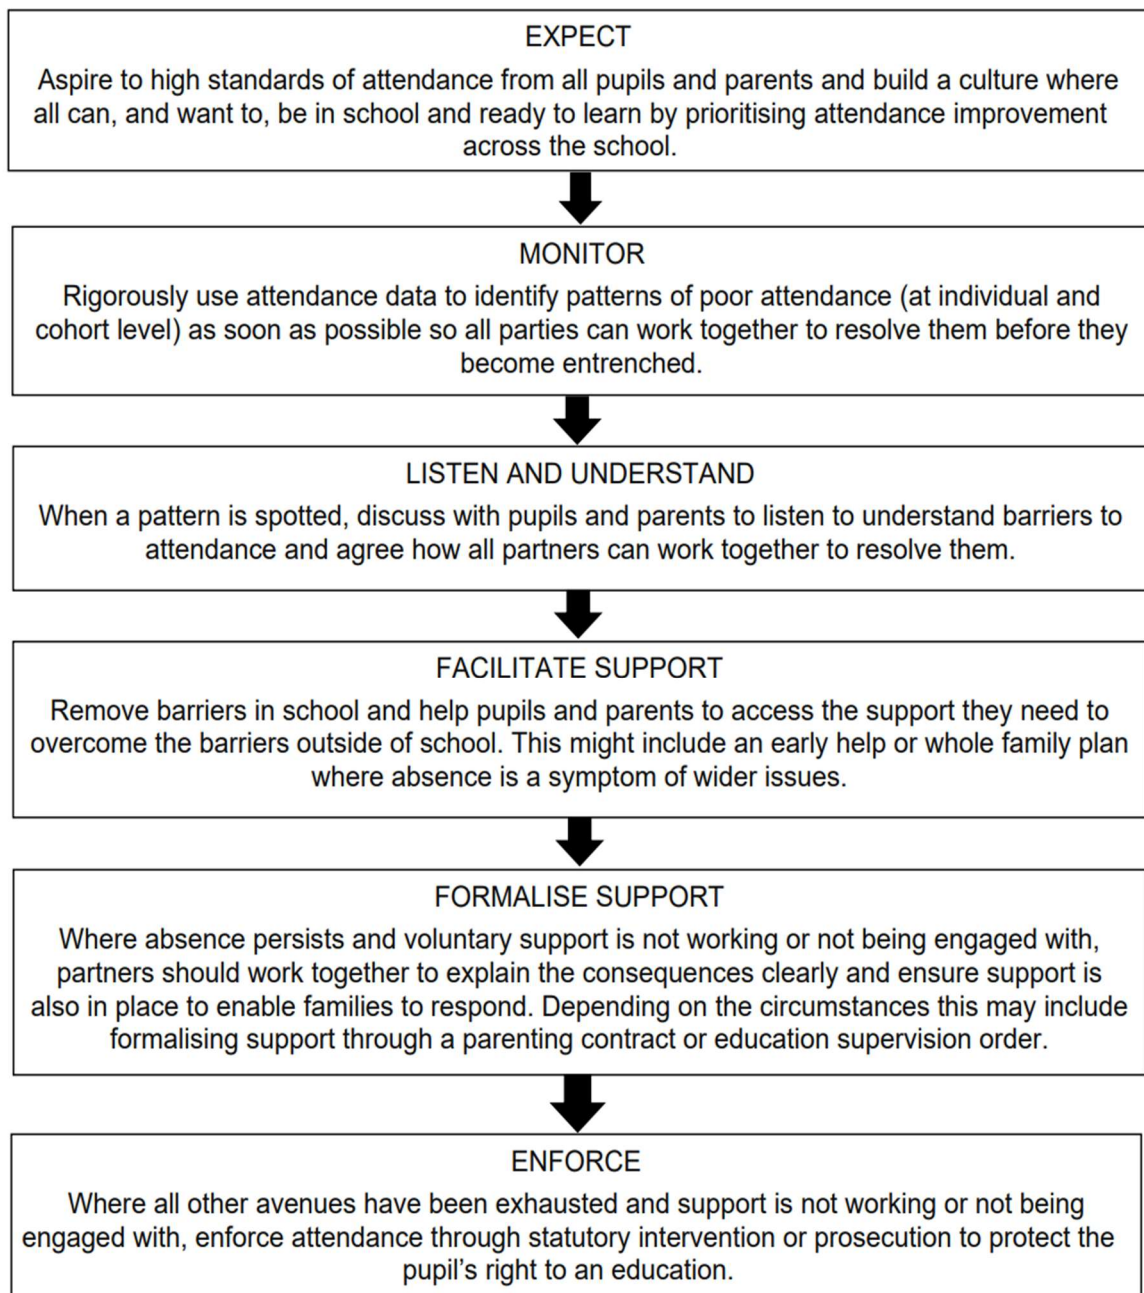 EXPECT
Aspire to high standards of attendance from all pupils and parents and build a culture where
all can, and want to, be in school and ready to learn by prioritising attendance improvement
across the school.
MONITOR
Rigorously use attendance data to identify patterns of poor attendance (at individual and
cohort level) as soon as possible so all parties can work together to resolve them before they
become entrenched.
LISTEN AND UNDERSTAND
When a pattern is spotted, discuss with pupils and parents to listen to understand barriers to
attendance and agree how all partners can work together to resolve them.
FACILITATE SUPPORT
Remove barriers in school and help pupils and parents to access the support they need to
overcome the barriers outside of school. This might include an early help or whole family plan
where absence is a symptom of wider issues.
FORMALISE SUPPORT
Where absence persists and voluntary support is not working or not being engaged with,
partners should work together to explain the consequences clearly and ensure support is
also in place to enable families to respond. Depending on the circumstances this may include
formalising support through a parenting contract or education supervision order.
ENFORCE
Where all other avenues have been exhausted and support is not working or not being
engaged with, enforce attendance through statutory intervention or prosecution to protect the
pupil’s right to an education.